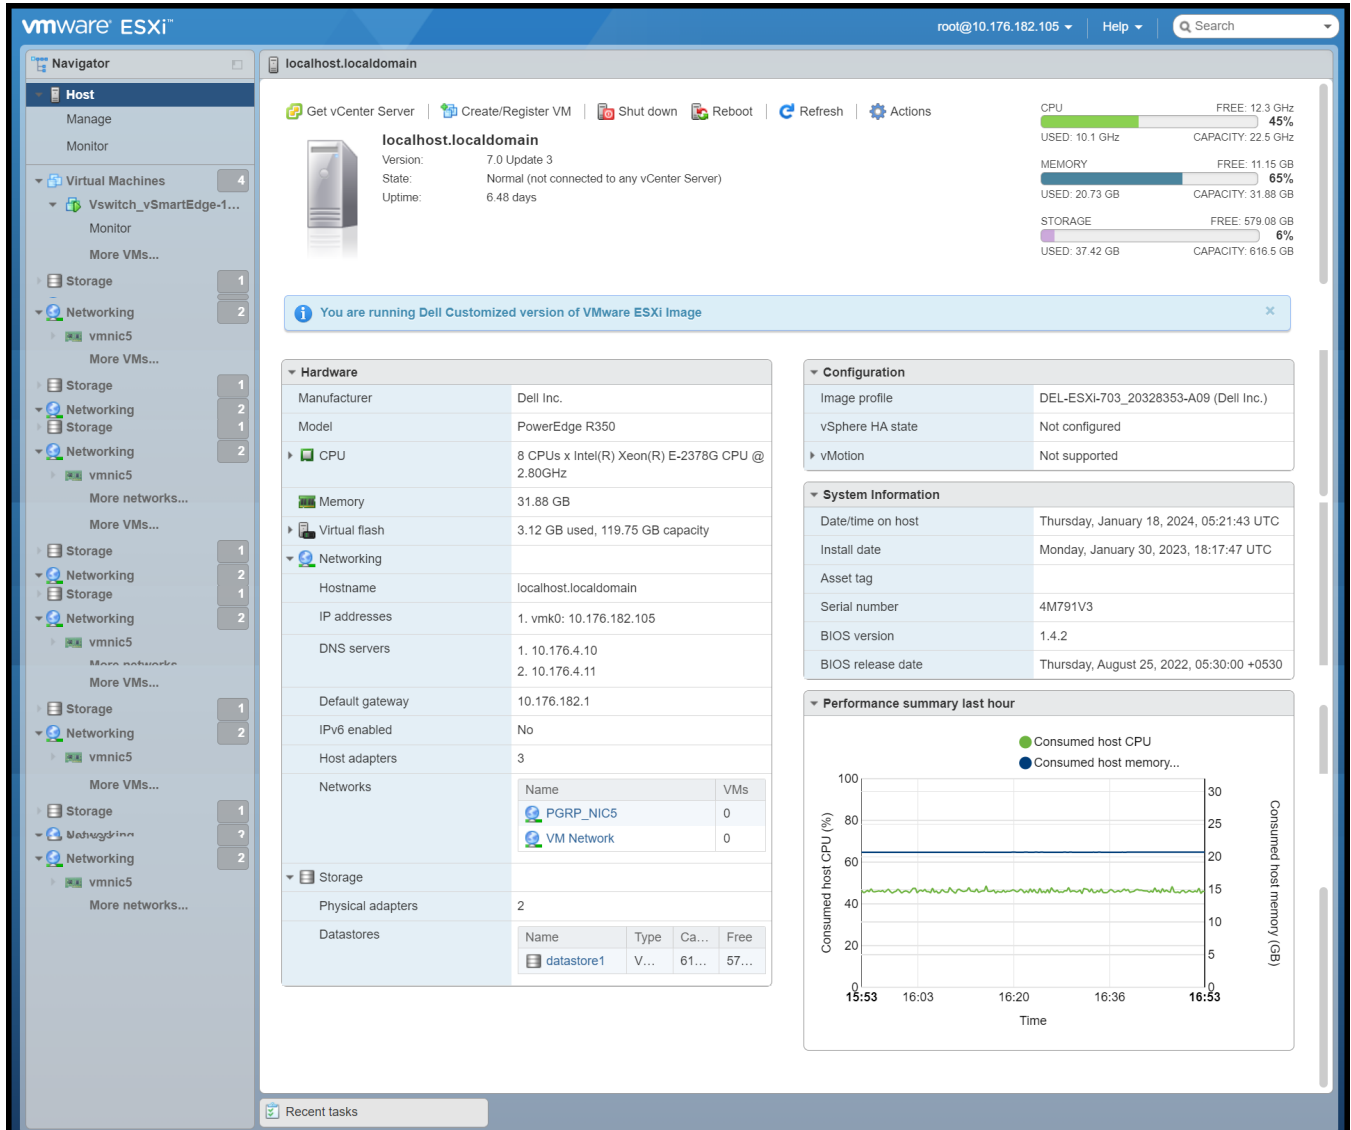 vmware ESXi™
root@10.176.182.105
Help
Search
Navigator
Host
Manage
Monitor
Virtual Machines
4
Vswitch_vSmartEdge-1...
Monitor
More VMs...
Storage
1
Networking
2
vmnic5
More VMs...
Storage
1
Networking
2
Storage
1
Networking
2
vmnic5
More networks...
More VMs...
Storage
1
Networking
2
Storage
1
Networking
2
vmnic5
More networks
More VMs...
Storage
1
Networking
2
vmnic5
More VMs...
Storage
1
Networking
2
Networking
2
vmnic5
More networks...
localhost.localdomain
Get vCenter Server
Create/Register VM
Shut down
Reboot
Refresh
Actions
localhost.localdomain
Version: 7.0 Update 3
State: Normal (not connected to any vCenter Server)
Uptime: 6.48 days
CPU FREE: 12.3 GHz
45%
USED: 10.1 GHz CAPACITY: 22.5 GHz
MEMORY FREE: 11.15 GB
65%
USED: 20.73 GB CAPACITY: 31.88 GB
STORAGE FREE: 579.08 GB
6%
USED: 37.42 GB CAPACITY: 616.5 GB
You are running Dell Customized version of VMware ESXi Image
Hardware
Manufacturer Dell Inc.
Model PowerEdge R350
CPU 8 CPUs x Intel(R) Xeon(R) E-2378G CPU @
2.80GHz
Memory 31.88 GB
Virtual flash 3.12 GB used, 119.75 GB capacity
Networking
Hostname localhost.localdomain
IP addresses 1. vmk0: 10.176.182.105
DNS servers 1. 10.176.4.10
2. 10.176.4.11
Default gateway 10.176.182.1
IPv6 enabled No
Host adapters 3
Networks Name VMs
PGRP_NIC5 0
VM Network 0
Storage
Physical adapters 2
Datastores Name Type Ca... Free
datastore1 V... 61... 57...
Configuration
Image profile DEL-ESXi-703_20328353-A09 (Dell Inc.)
vSphere HA state Not configured
vMotion Not supported
System Information
Date/time on host Thursday, January 18, 2024, 05:21:43 UTC
Install date Monday, January 30, 2023, 18:17:47 UTC
Asset tag
Serial number 4M791V3
BIOS version 1.4.2
BIOS release date Thursday, August 25, 2022, 05:30:00 +0530
Performance summary last hour
Consumed host CPU
Consumed host memory...
Consumed host CPU (%)
100
80
60
40
20
0
30
25
20
15
10
5
0
Consumed host memory (GB)
15:53 16:03 16:20 16:36 16:53
Time
Recent tasks